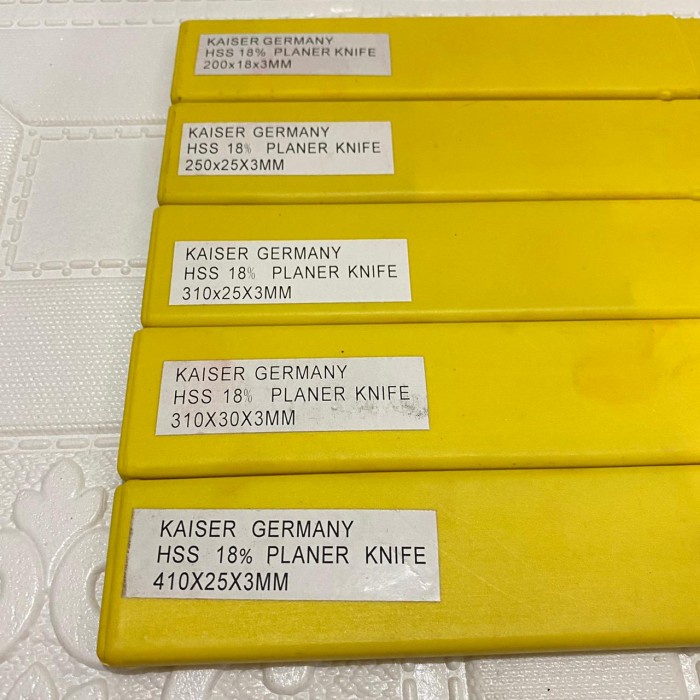 KAISER GERMANY
HSS 18% PLANER KNIFE
200x18x3MM
KAISER GERMANY
HSS 18% PLANER KNIFE
250x25X3MM
KAISER GERMANY
HSS 18% PLANER KNIFE
310x25X3MM
KAISER GERMANY
HSS 18% PLANER KNIFE
310X30X3MM
KAISER GERMANY
HSS 18% PLANER KNIFE
410X25X3MM